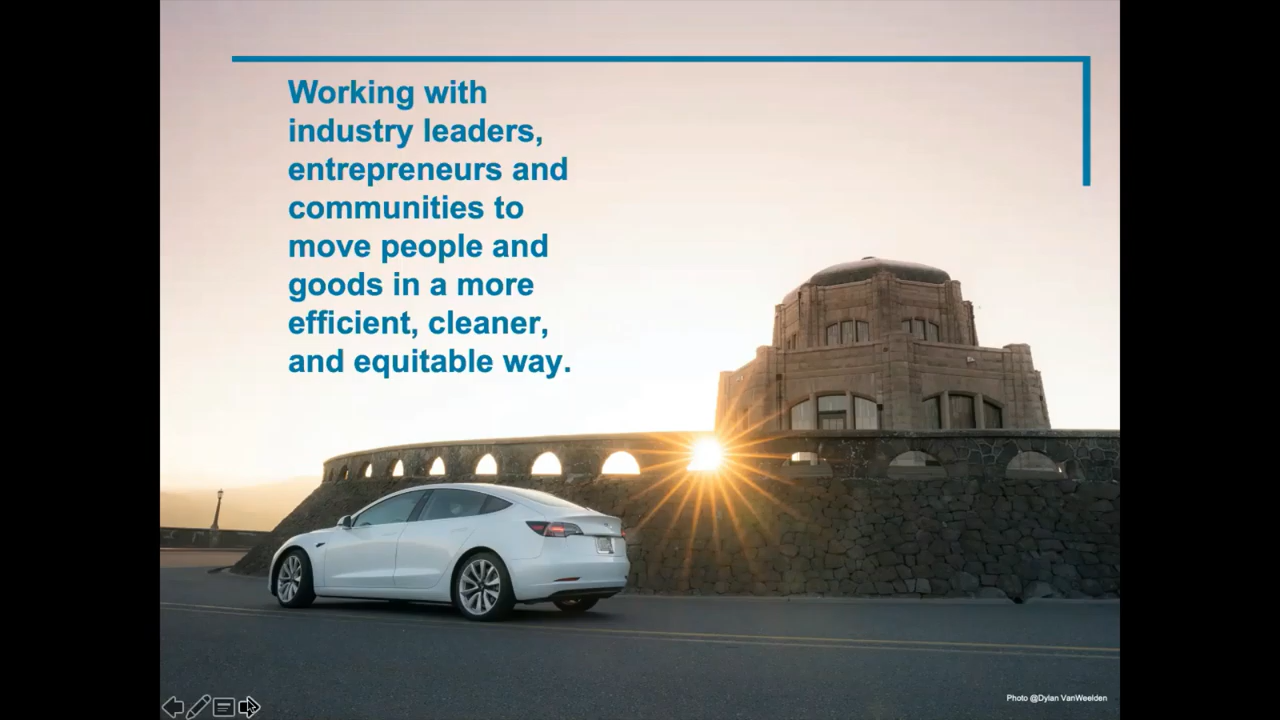 Working with
industry leaders,
entrepreneurs and
communities to
move people and
goods in a more
efficient, cleaner,
and equitable way.
Photo @Dylan VanWeelden